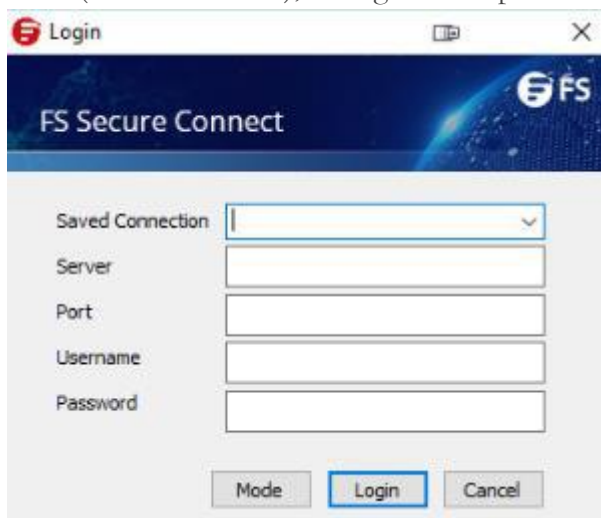 Login
FS
FS Secure Connect
Saved Connection
Server
Port
Username
Password
Mode Login Cancel